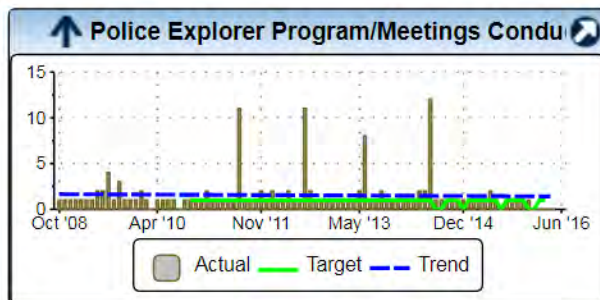 Police Explorer Program/Meetings Condu
15
10
5
0
Oct '08 Apr '10 Nov '11 May '13 Dec '14 Jun '16
Actual Target Trend